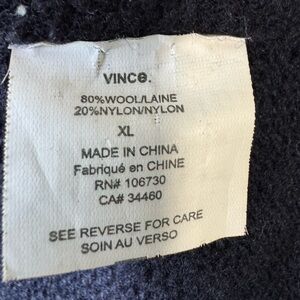 VINCE.
80%WOOL/LAINE
20%NYLON/NYLON
XL
MADE IN CHINA
Fabriqué en CHINE
RN# 106730
CA# 34460
SEE REVERSE FOR CARE
SOIN AU VERSO